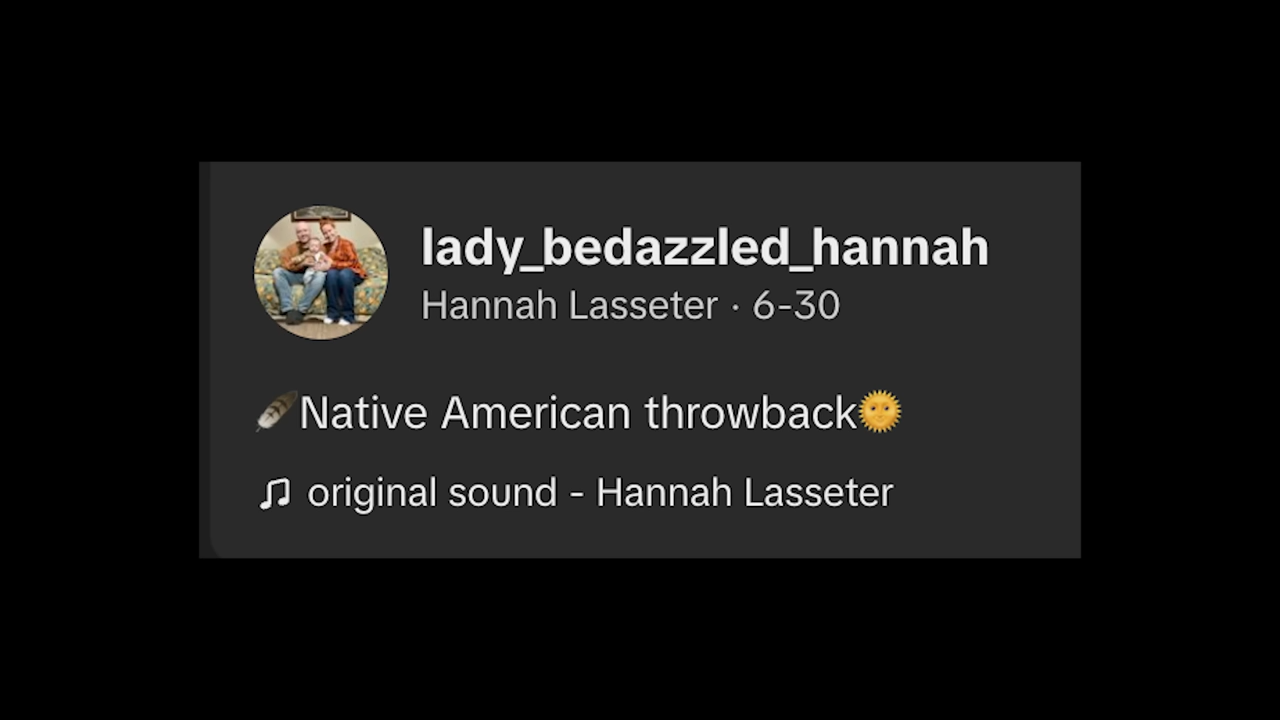 lady_bedazzled_hannah
Hannah Lasseter · 6-30
🪶Native American throwback🌞
♫ original sound - Hannah Lasseter